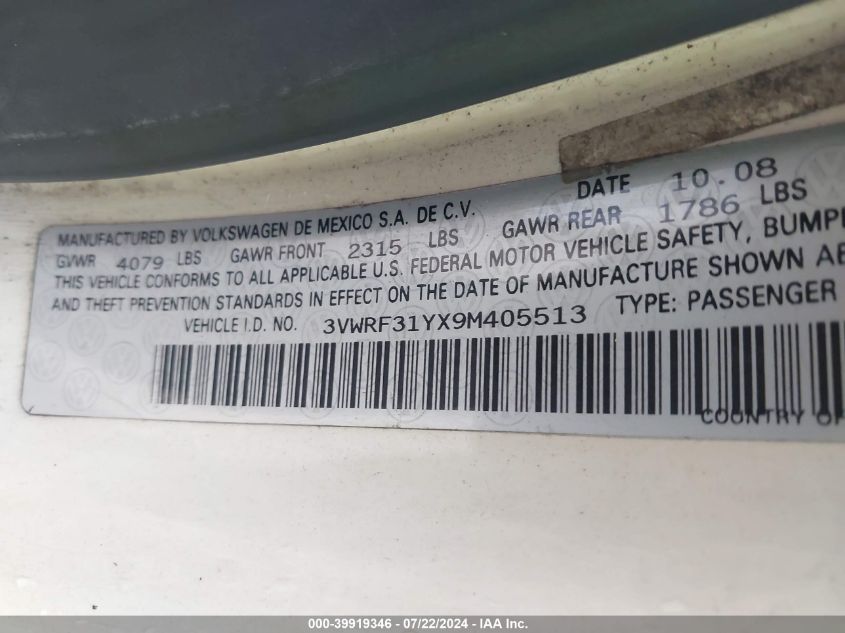 MANUFACTURED BY VOLKSWAGEN DE MEXICO S.A. DE C.V. DATE 10.08
GVWR 4079 LBS GAWR FRONT 2315 LBS GAWR REAR 1786 LBS
THIS VEHICLE CONFORMS TO ALL APPLICABLE U.S. FEDERAL MOTOR VEHICLE SAFETY, BUMPE
AND THEFT PREVENTION STANDARDS IN EFFECT ON THE DATE OF MANUFACTURE SHOWN AB
VEHICLE I.D. NO. 3VWRF31YX9M405513 TYPE: PASSENGER
COUNTRY OF
000-39919346 / 07/22/2024 - IAA Inc.